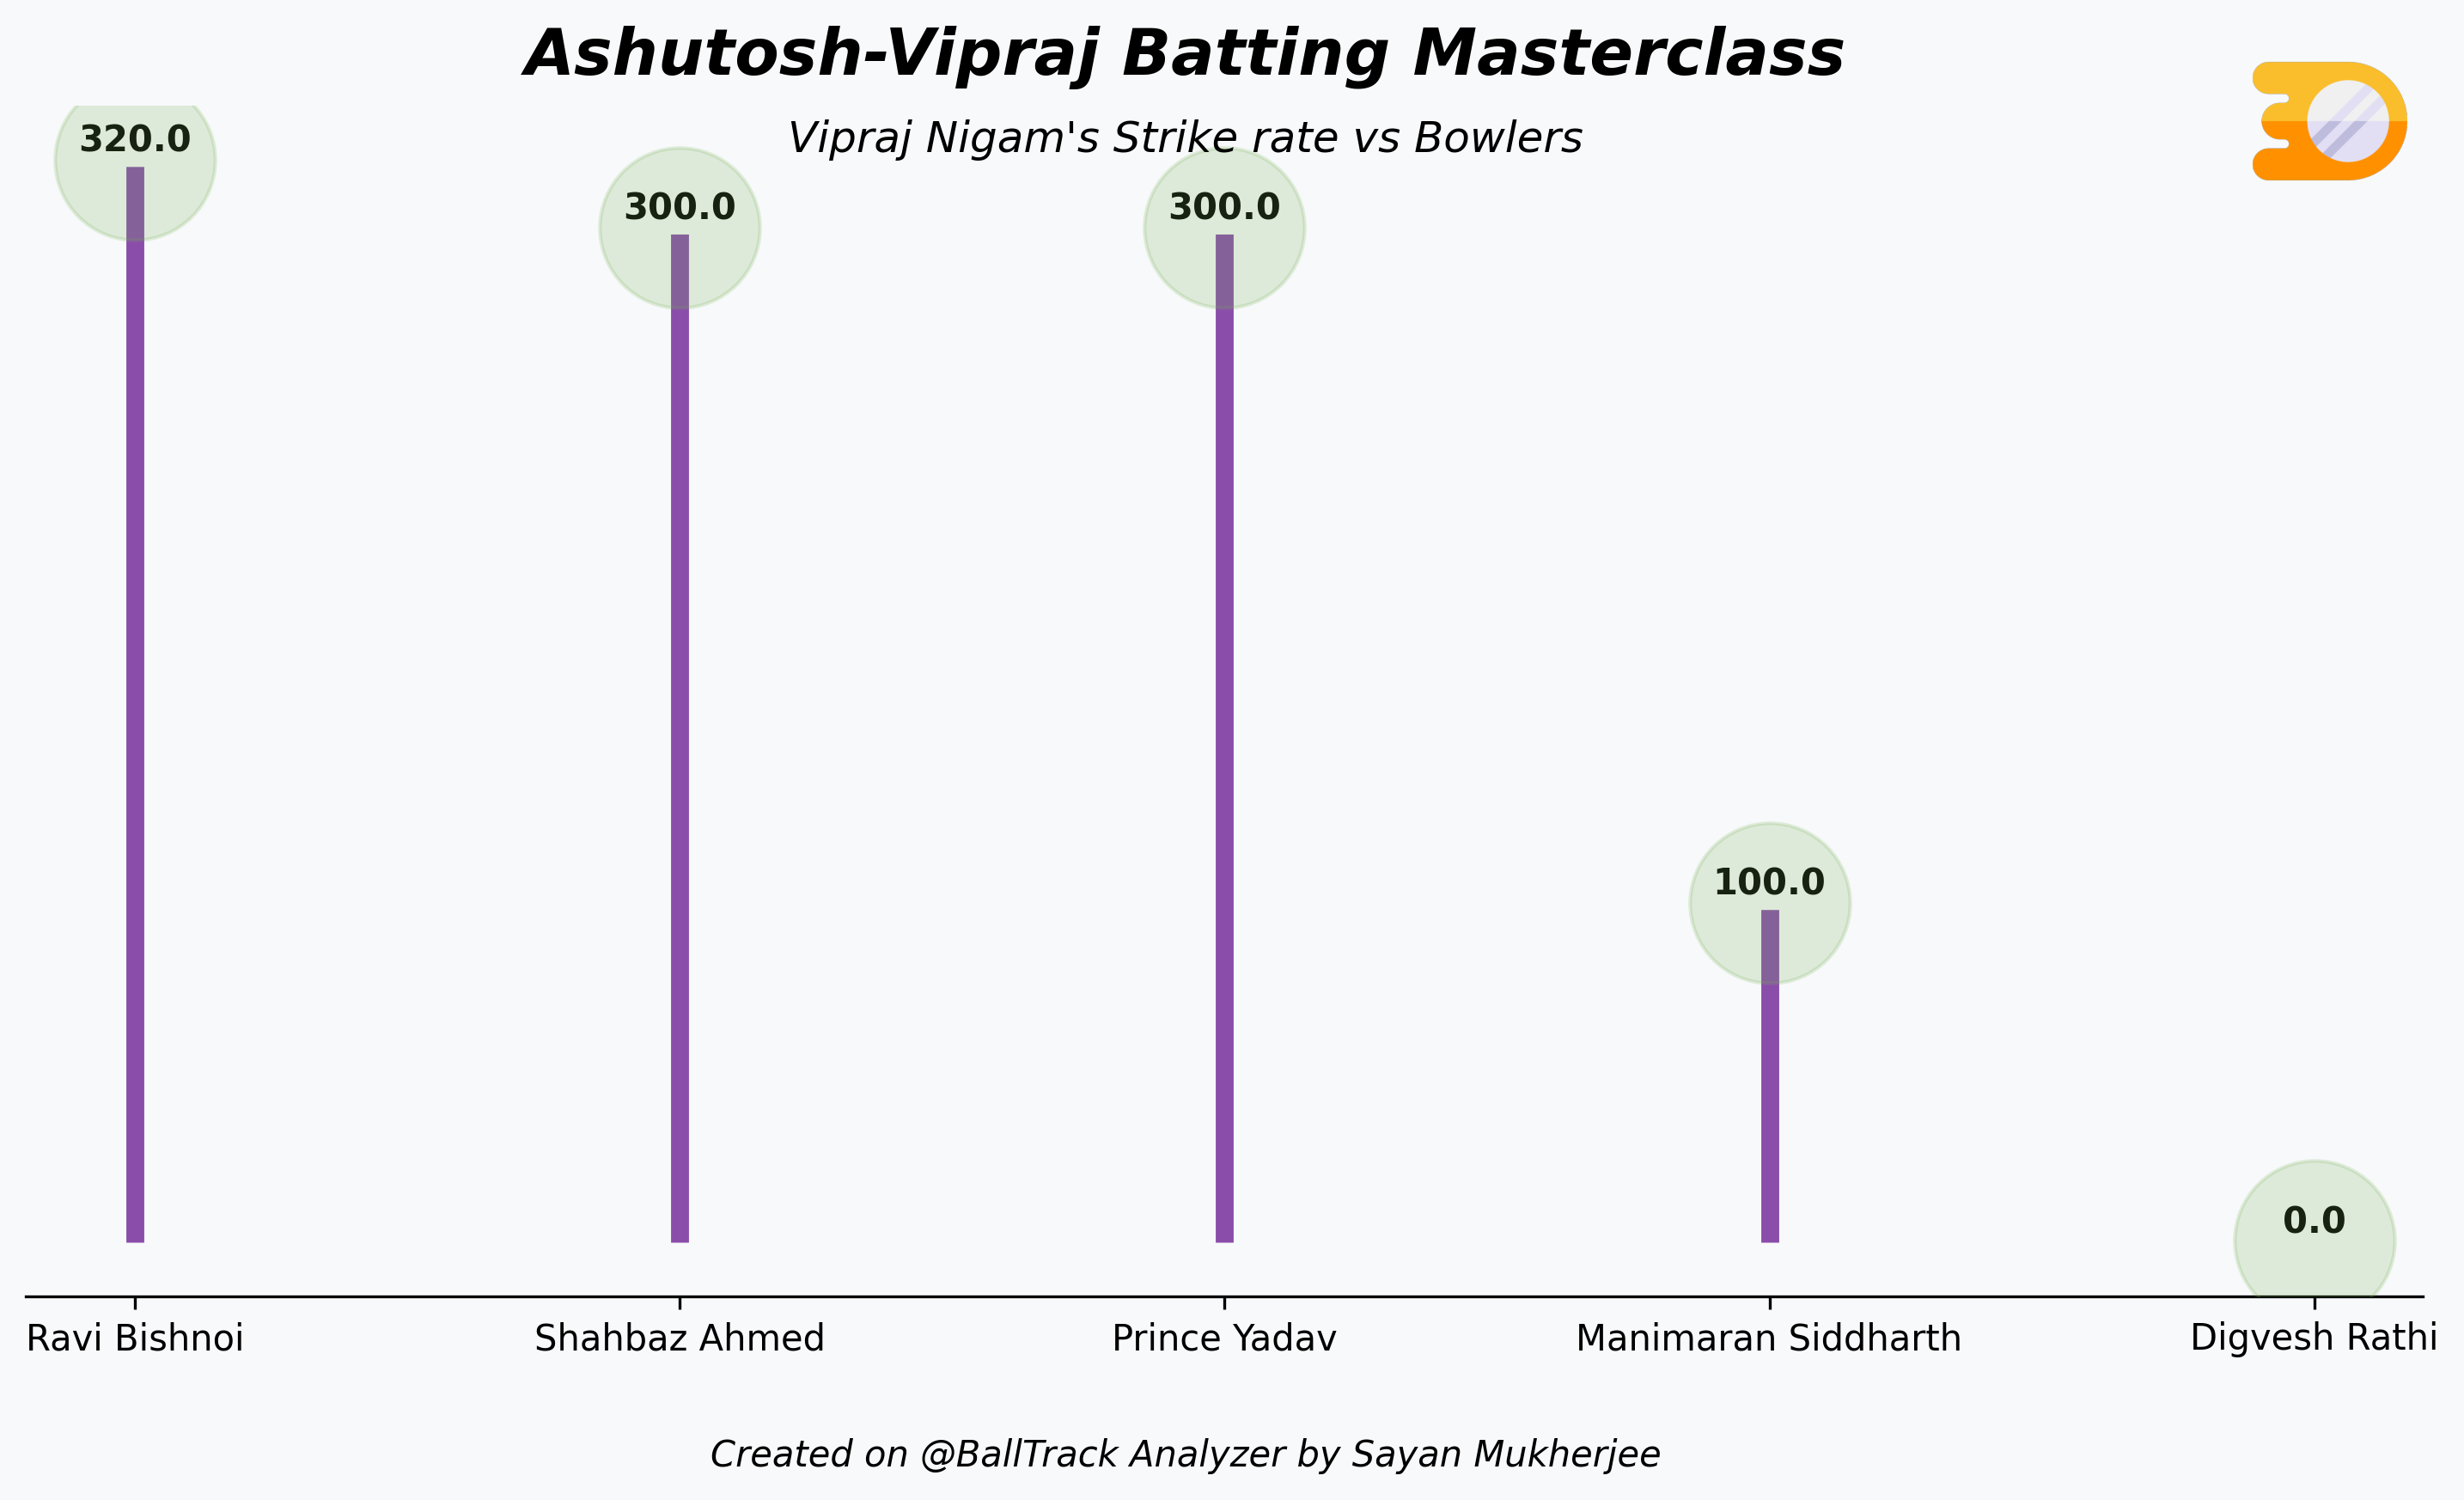 Ashutosh-Vipraj Batting Masterclass
Vipraj Nigam's Strike rate vs Bowlers
320.0
300.0
300.0
100.0
0.0
Ravi Bishnoi
Shahbaz Ahmed
Prince Yadav
Manimaran Siddharth
Digvesh Rathi
Created on @BallTrack Analyzer by Sayan Mukherjee